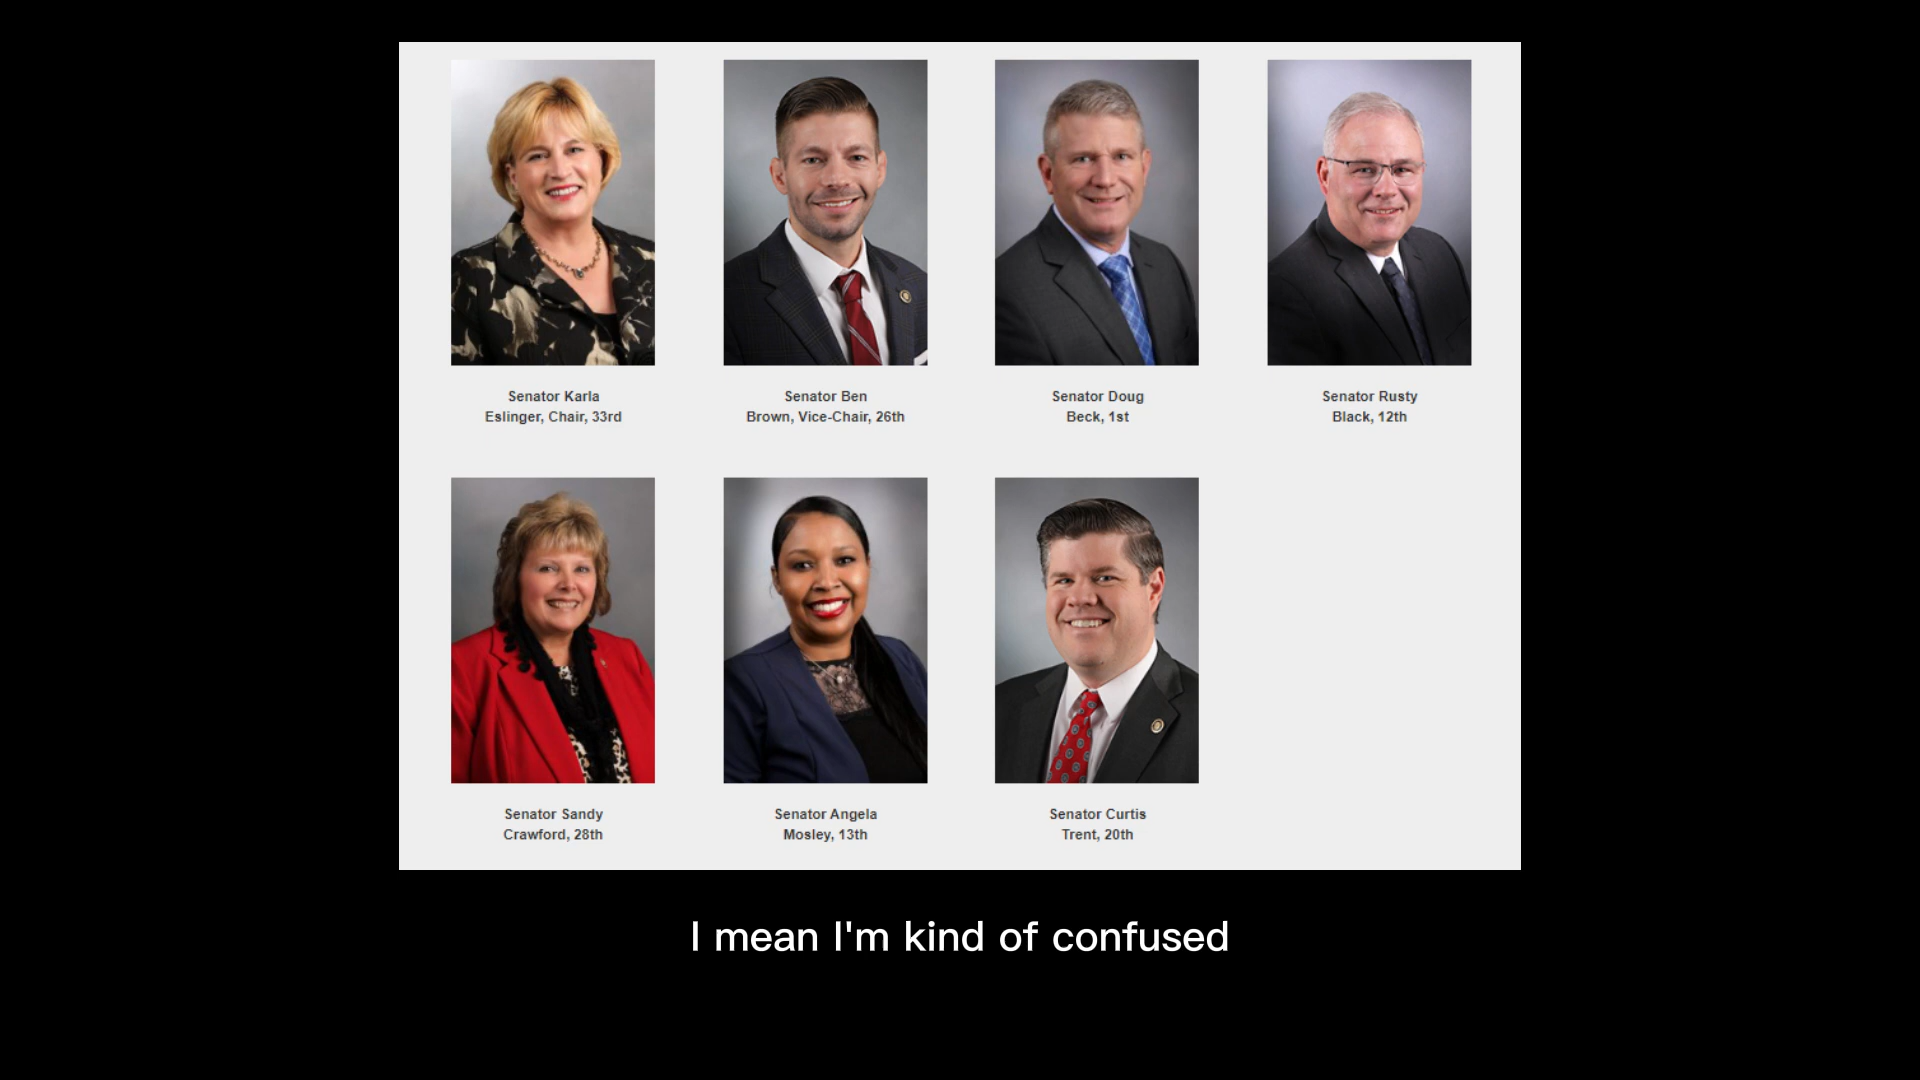 Senator Karla
Eslinger, Chair, 33rd
Senator Ben
Brown, Vice-Chair, 26th
Senator Doug
Beck, 1st
Senator Rusty
Black, 12th
Senator Sandy
Crawford, 28th
Senator Angela
Mosley, 13th
Senator Curtis
Trent, 20th
I mean I'm kind of confused